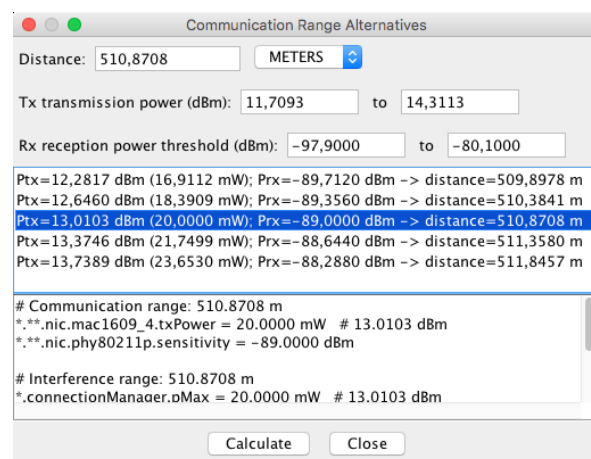 Communication Range Alternatives
Distance: 510,8708 METERS
Tx transmission power (dBm): 11,7093 to 14,3113
Rx reception power threshold (dBm): -97,9000 to -80,1000
Ptx=12,2817 dBm (16,9112 mW); Prx=-89,7120 dBm -> distance=509,8978 m
Ptx=12,6460 dBm (18,3909 mW); Prx=-89,3560 dBm -> distance=510,3841 m
Ptx=13,0103 dBm (20,0000 mW); Prx=-89,0000 dBm -> distance=510,8708 m
Ptx=13,3746 dBm (21,7499 mW); Prx=-88,6440 dBm -> distance=511,3580 m
Ptx=13,7389 dBm (23,6530 mW); Prx=-88,2880 dBm -> distance=511,8457 m
# Communication range: 510.8708 m
*.**.nic.mac1609_4.txPower = 20.0000 mW # 13.0103 dBm
*.**.nic.phy80211p.sensitivity = -89.0000 dBm
# Interference range: 510.8708 m
*.connectionManager.pMax = 20.0000 mW # 13.0103 dBm
Calculate Close